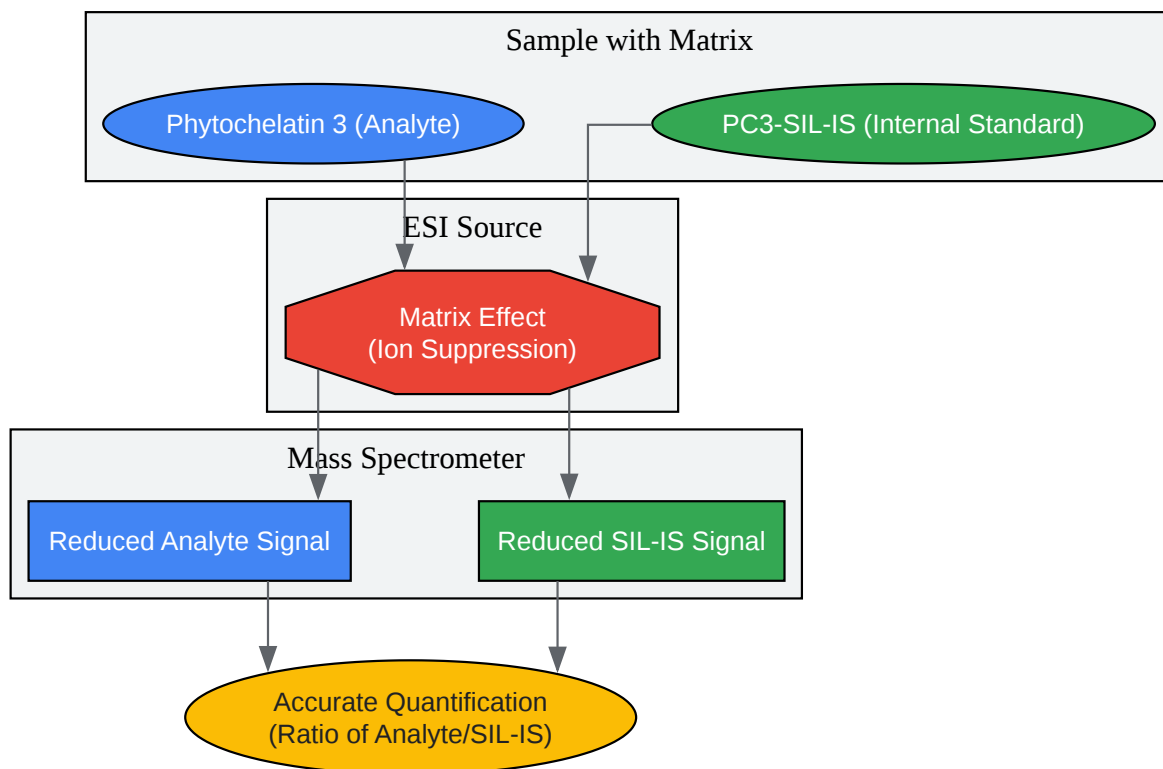 Sample with Matrix
Phytochelatin 3 (Analyte)
PC3-SIL-IS (Internal Standard)
ESI Source
Matrix Effect
(Ion Suppression)
Mass Spectrometer
Reduced Analyte Signal
Reduced SIL-IS Signal
Accurate Quantification
(Ratio of Analyte/SIL-IS)